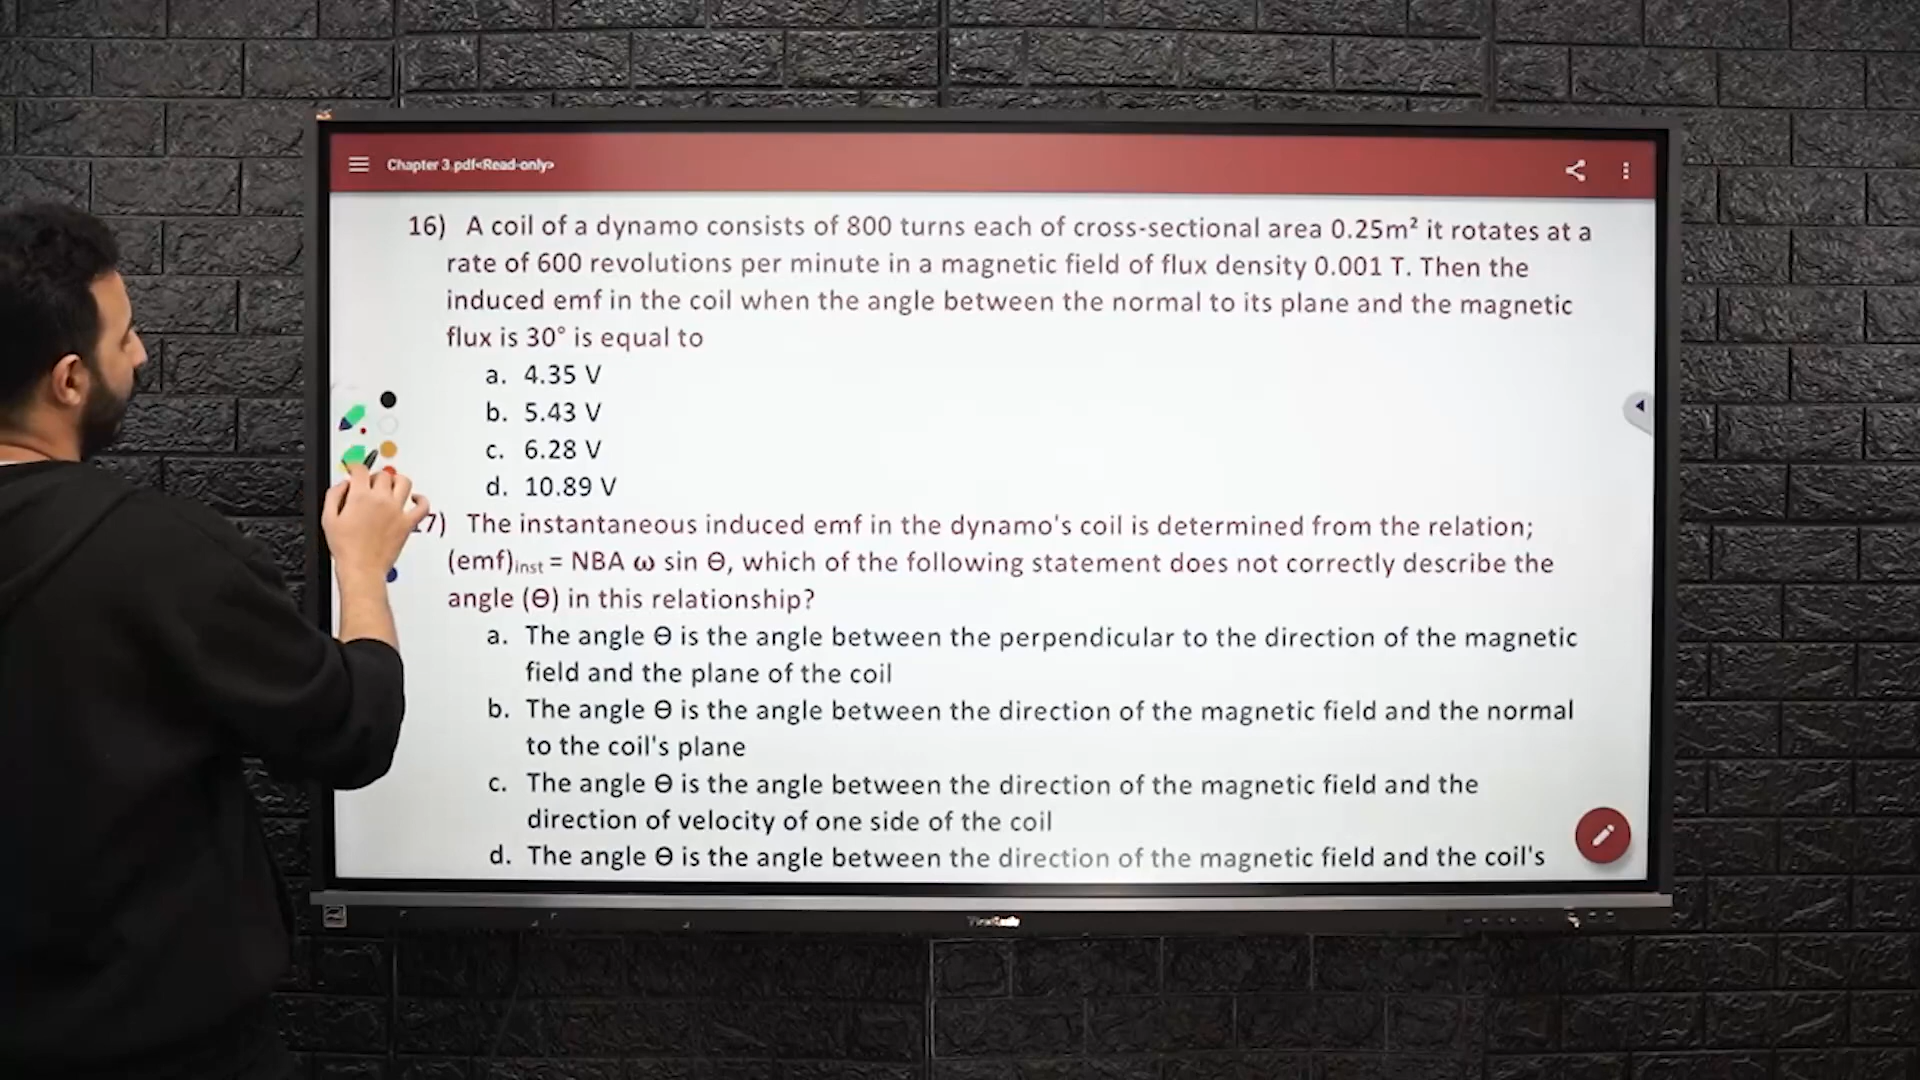 Chapter 3.pdf<Read-only>
16) A coil of a dynamo consists of 800 turns each of cross-sectional area 0.25m² it rotates at a
rate of 600 revolutions per minute in a magnetic field of flux density 0.001 T. Then the
induced emf in the coil when the angle between the normal to its plane and the magnetic
flux is 30° is equal to
a. 4.35 V
b. 5.43 V
c. 6.28 V
d. 10.89 V
17) The instantaneous induced emf in the dynamo's coil is determined from the relation;
(emf)inst = NBA ω sin Θ, which of the following statement does not correctly describe the
angle (Θ) in this relationship?
a. The angle Θ is the angle between the perpendicular to the direction of the magnetic
field and the plane of the coil
b. The angle Θ is the angle between the direction of the magnetic field and the normal
to the coil's plane
c. The angle Θ is the angle between the direction of the magnetic field and the
direction of velocity of one side of the coil
d. The angle Θ is the angle between the direction of the magnetic field and the coil's
ViewSonic